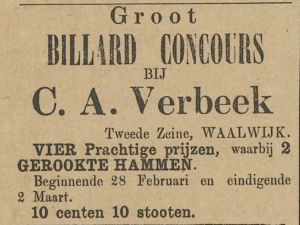 Groot
BILLARD CONCOURS
BIJ
C. A. Verbeek
Tweede Zeine, WAALWIJK.
VIER Prachtige prijzen, waarbij 2
GEROOKTE HAMMEN.
Beginnende 28 Februari en eindigende
2 Maart.
10 centen 10 stooten.